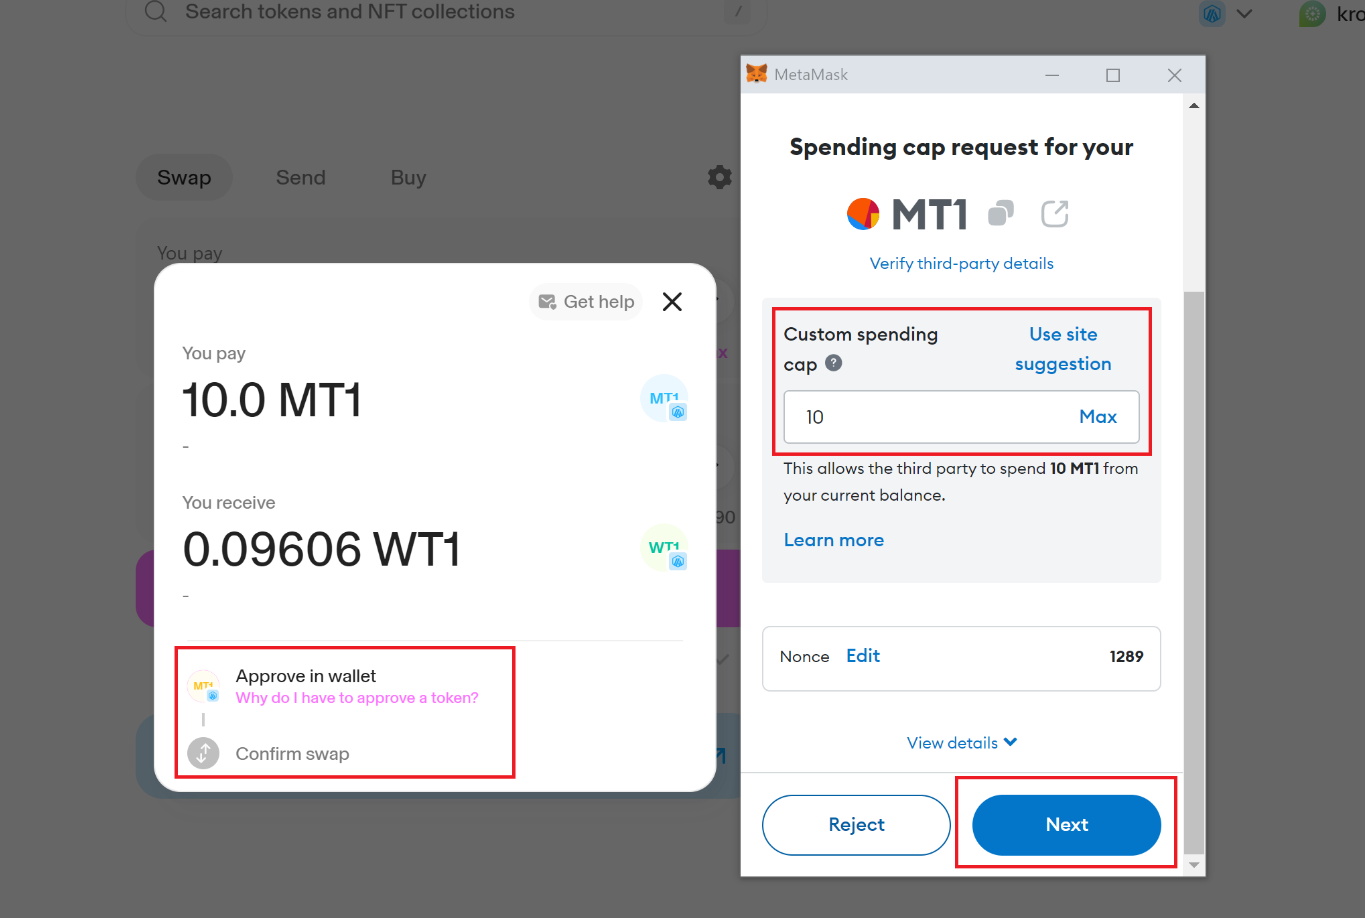 Search tokens and NFT collections
/
kro
Swap
Send
Buy
You pay
Get help
You pay
10.0 MT1
MT1
-
You receive
0.09606 WT1
WT1
-
MT1
Approve in wallet
Why do I have to approve a token?
Confirm swap
x
90
MetaMask
Spending cap request for your
MT1
Verify third-party details
Custom spending
cap ?
Use site
suggestion
10
Max
This allows the third party to spend 10 MT1 from
your current balance.
Learn more
Nonce Edit 1289
View details
Reject
Next